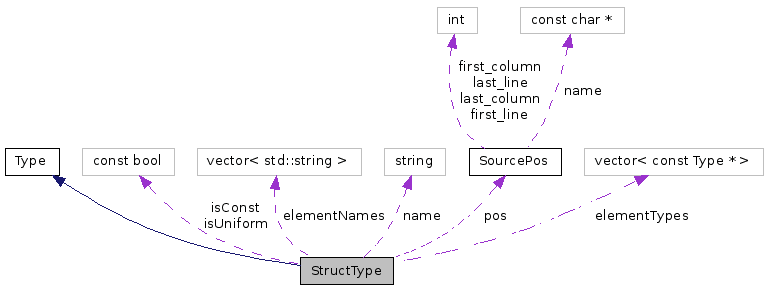 int
const char *
first_column
last_line
last_column
first_line
name
Type
const bool
vector< std::string >
string
SourcePos
vector< const Type * >
isConst
isUniform
elementNames
name
pos
elementTypes
StructType